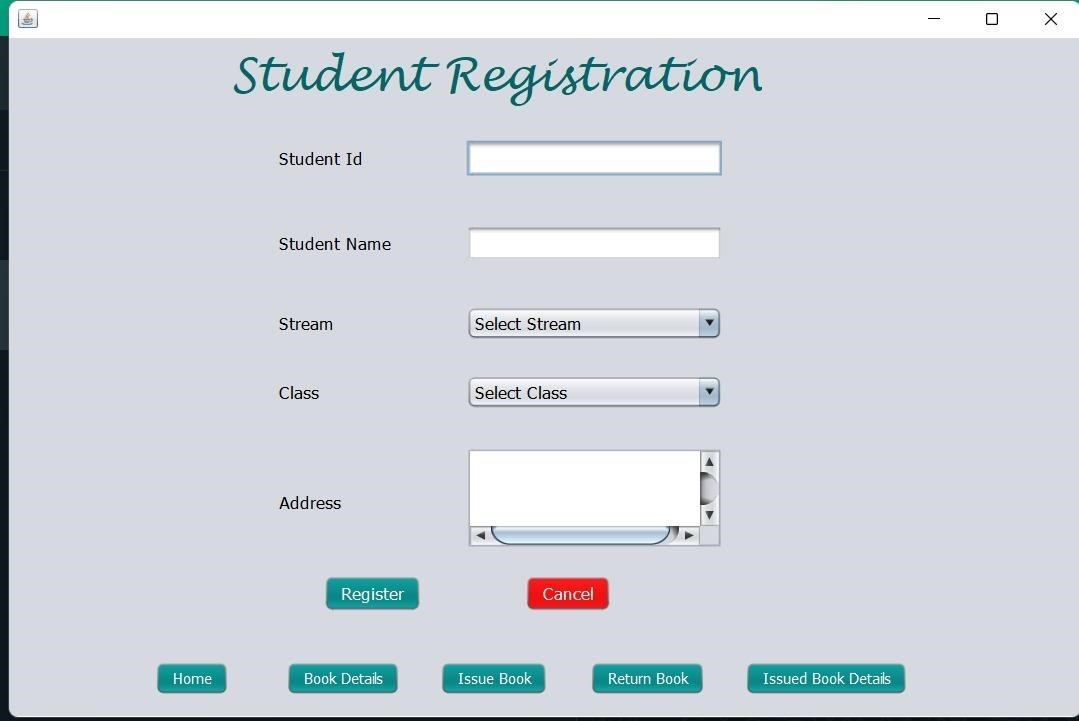 Student Registration
Student Id
Student Name
Stream Select Stream
Class Select Class
Address
Register Cancel
Home Book Details Issue Book Return Book Issued Book Details